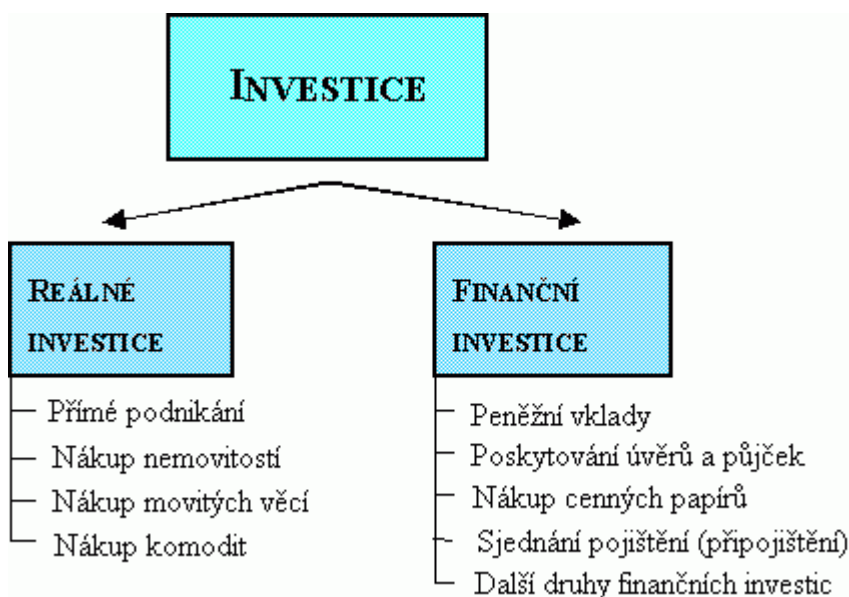 INVESTICE
REÁLNÉ
INVESTICE
Přímé podnikání
Nákup nemovitostí
Nákup movitých věcí
Nákup komodit
FINANČNÍ
INVESTICE
Peněžní vklady
Poskytování úvěrů a půjček
Nákup cenných papírů
Sjednání pojištění (připojištění)
Další druhy finančních investic